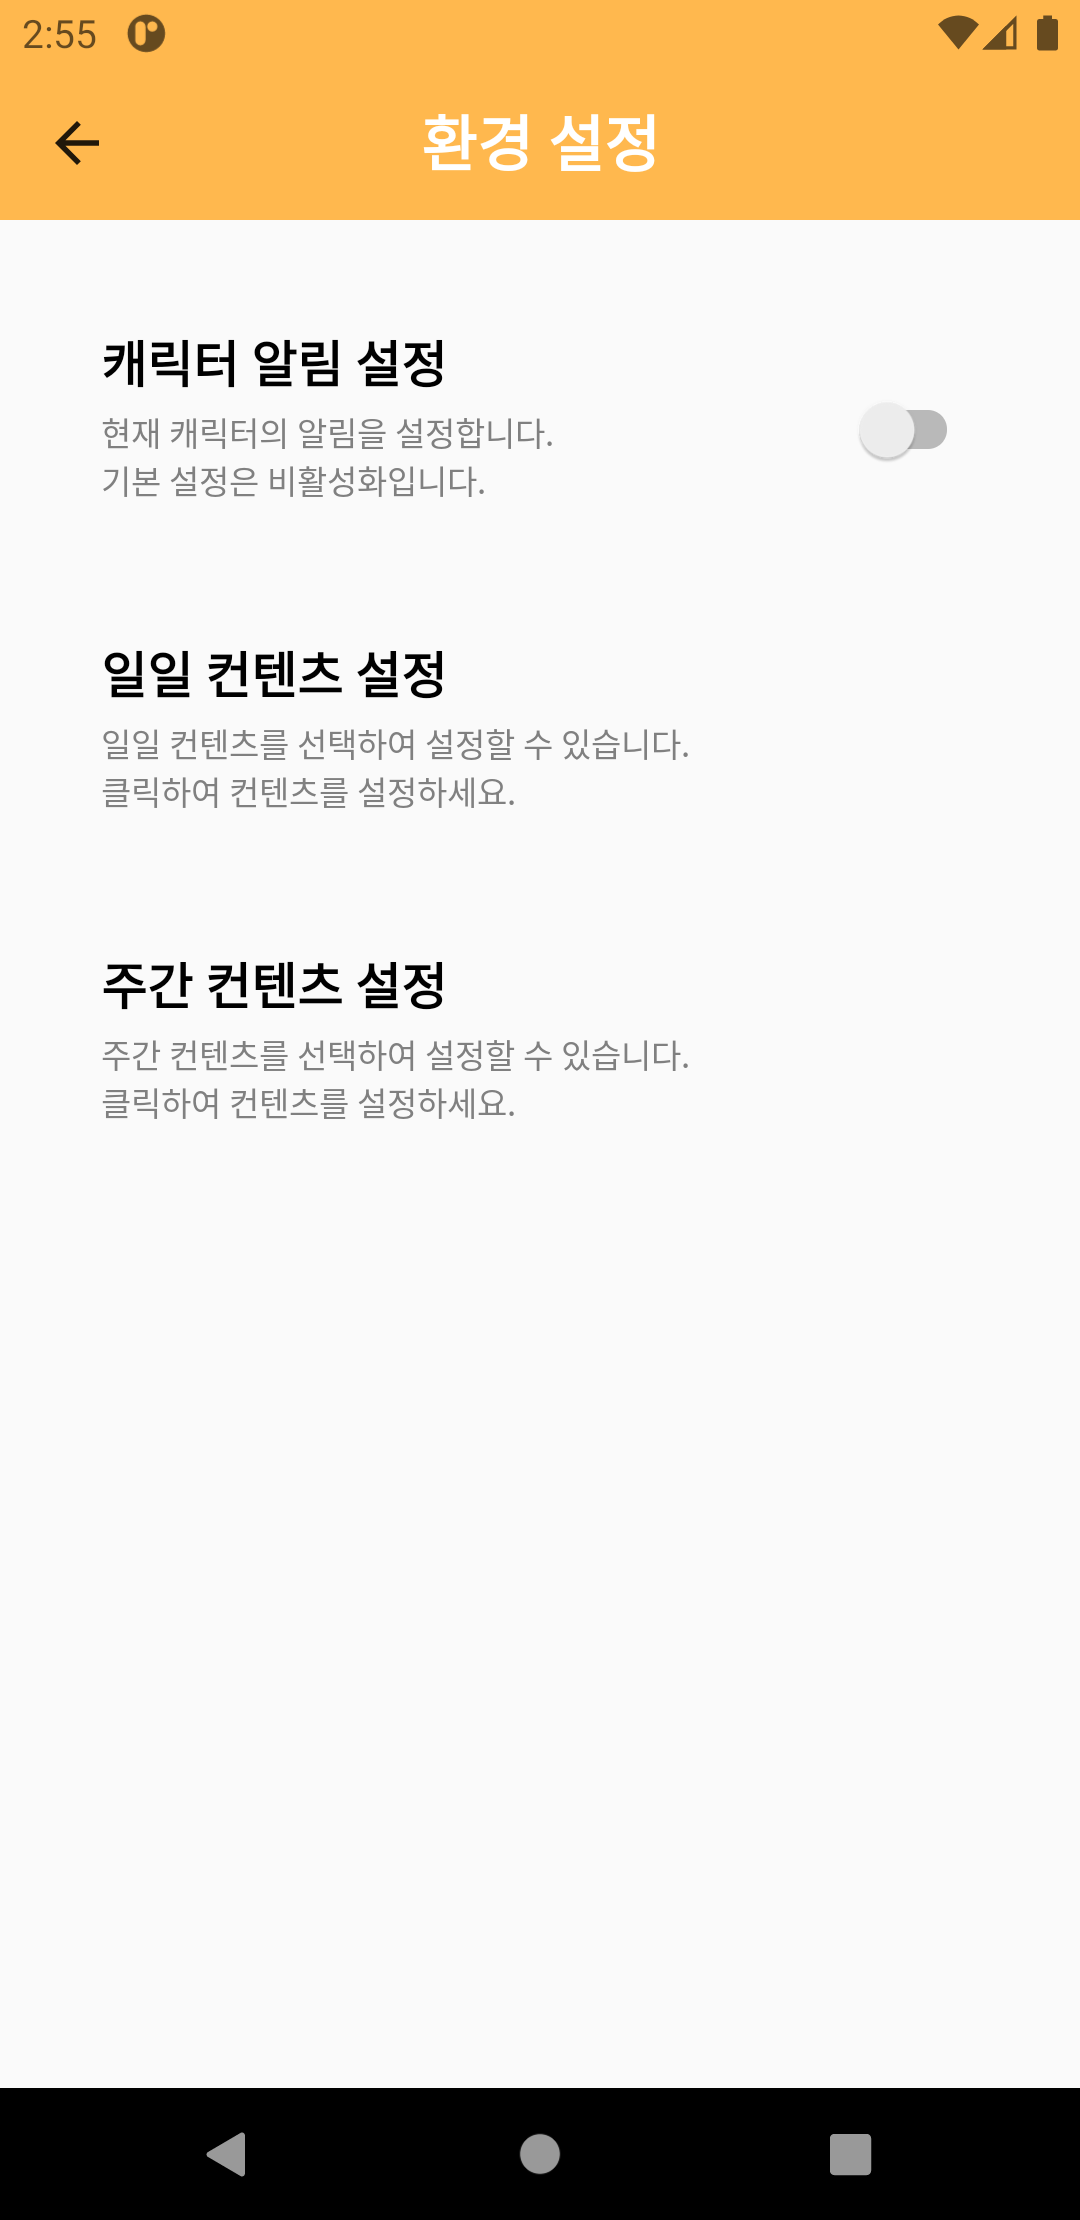 2:55
환경 설정
캐릭터 알림 설정
현재 캐릭터의 알림을 설정합니다.
기본 설정은 비활성화입니다.
일일 컨텐츠 설정
일일 컨텐츠를 선택하여 설정할 수 있습니다.
클릭하여 컨텐츠를 설정하세요.
주간 컨텐츠 설정
주간 컨텐츠를 선택하여 설정할 수 있습니다.
클릭하여 컨텐츠를 설정하세요.